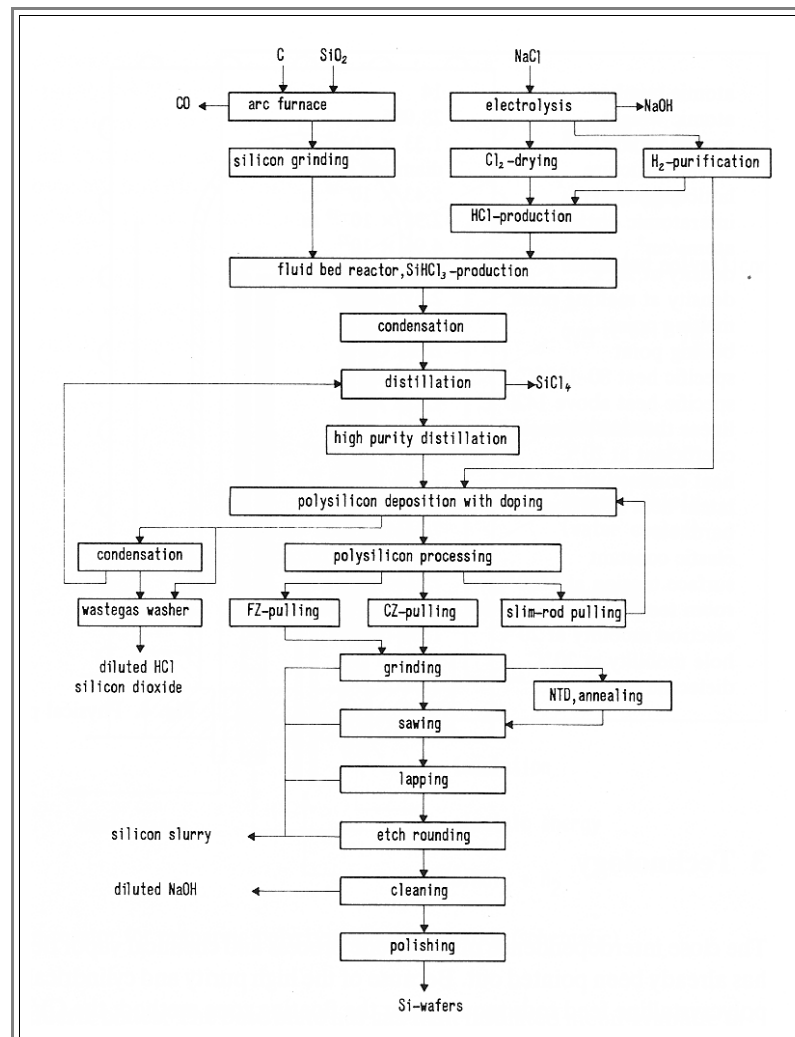 C
SiO₂
NaCl
CO
arc furnace
electrolysis
NaOH
silicon grinding
Cl₂-drying
H₂-purification
HCl-production
fluid bed reactor,SiHCl₃-production
condensation
distillation
SiCl₄
high purity distillation
polysilicon deposition with doping
condensation
polysilicon processing
wastegas washer
FZ-pulling
CZ-pulling
slim-rod pulling
diluted HCl
silicon dioxide
grinding
NTD,annealing
sawing
lapping
silicon slurry
etch rounding
diluted NaOH
cleaning
polishing
Si-wafers